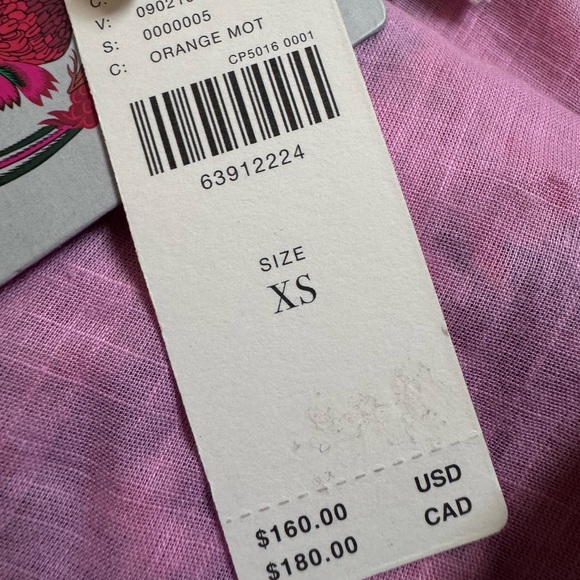 C:
V:
S: 0000005
C: ORANGE MOT
CP5016 0001
63912224
SIZE
XS
$160.00 USD
$180.00 CAD